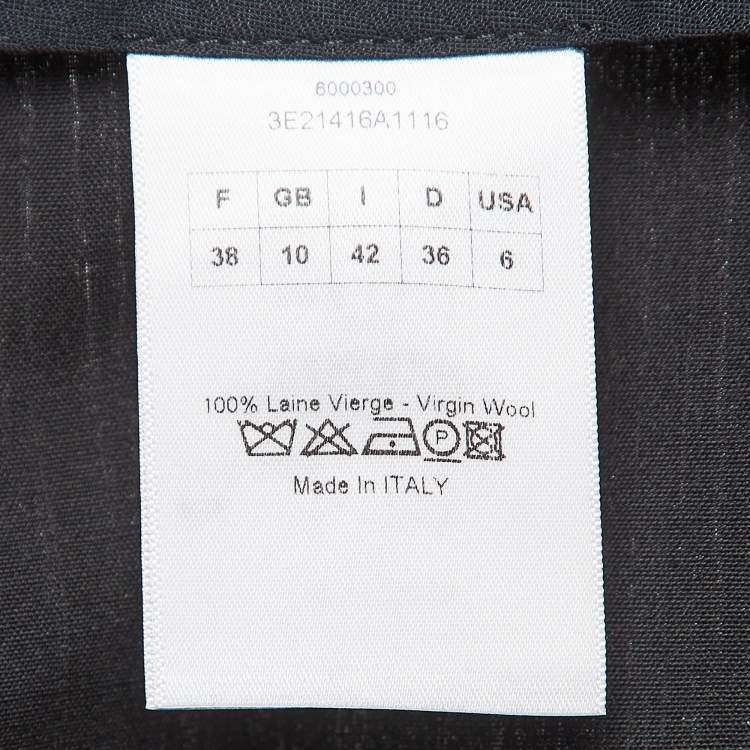 6000300
3E21416A1116
F GB I D USA
38 10 42 36 6
100% Laine Vierge - Virgin Wool
P
Made In ITALY